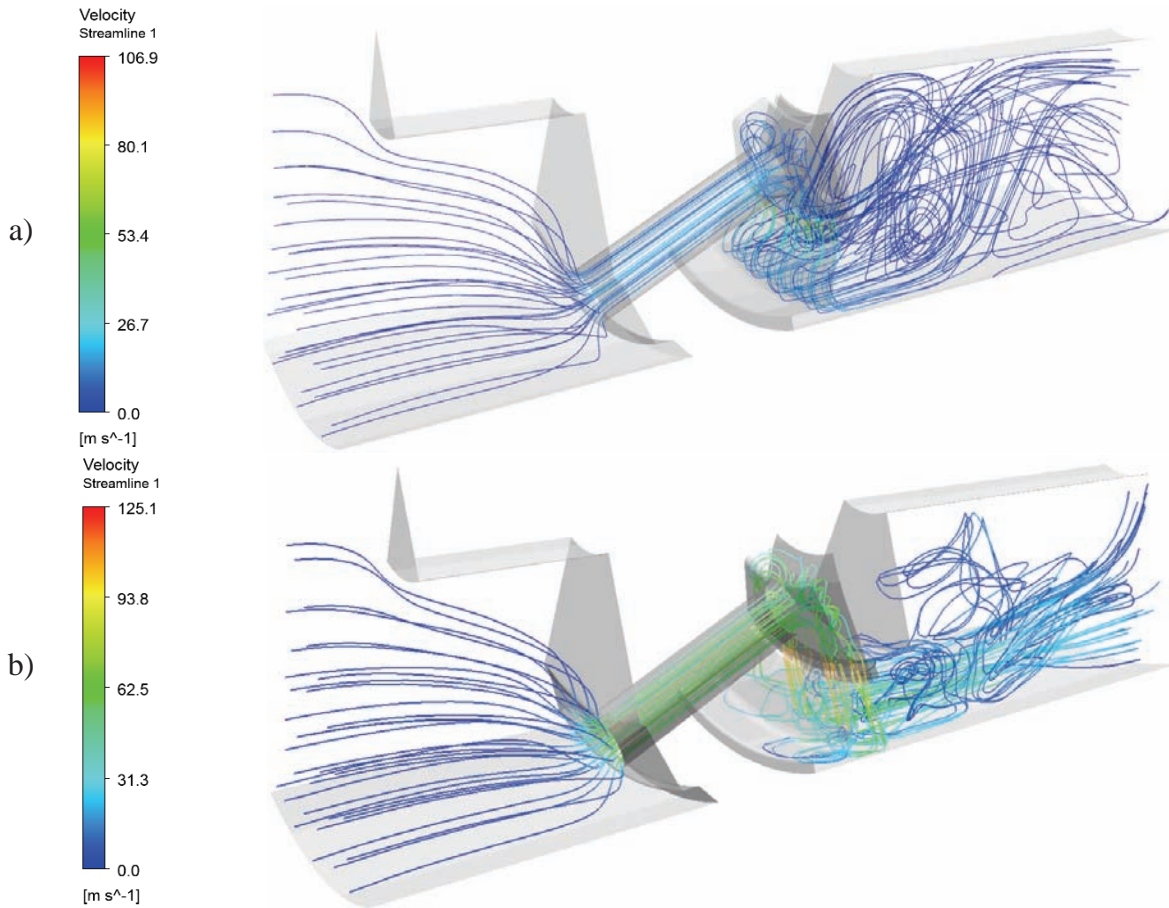 Velocity
Streamline 1
106.9
80.1
a)
53.4
26.7
0.0
[m s^-1]
Velocity
Streamline 1
125.1
93.8
b)
62.5
31.3
0.0
[m s^-1]